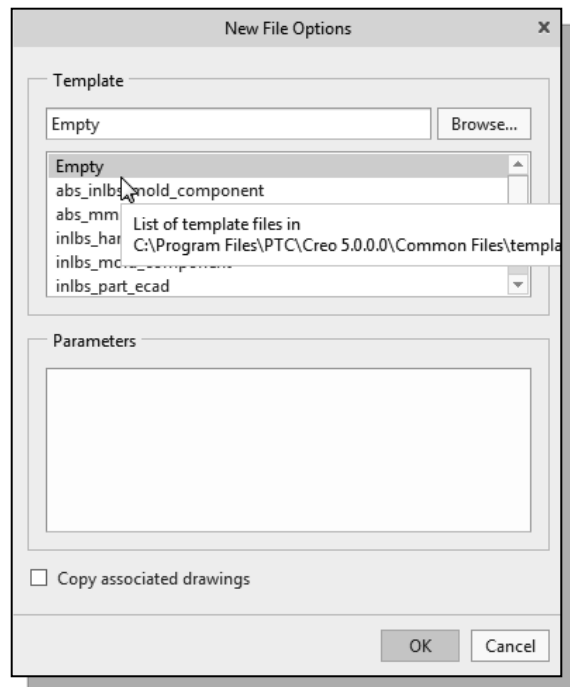 New File Options
Template
Empty
Browse...
Empty
abs_inlbs_mold_component
abs_mm
List of template files in
C:\Program Files\PTC\Creo 5.0.0.0\Common Files\templa
inlbs_har
inlbs_mold_component
inlbs_part_ecad
Parameters
Copy associated drawings
OK
Cancel